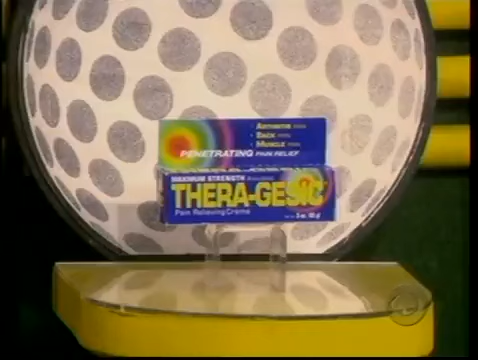 ARTHRITIS PAIN
• BACK PAIN
• MUSCLE PAIN
PENETRATING PAIN RELIEF
MAXIMUM STRENGTH
THERA-GESIC
Pain Relieving Creme